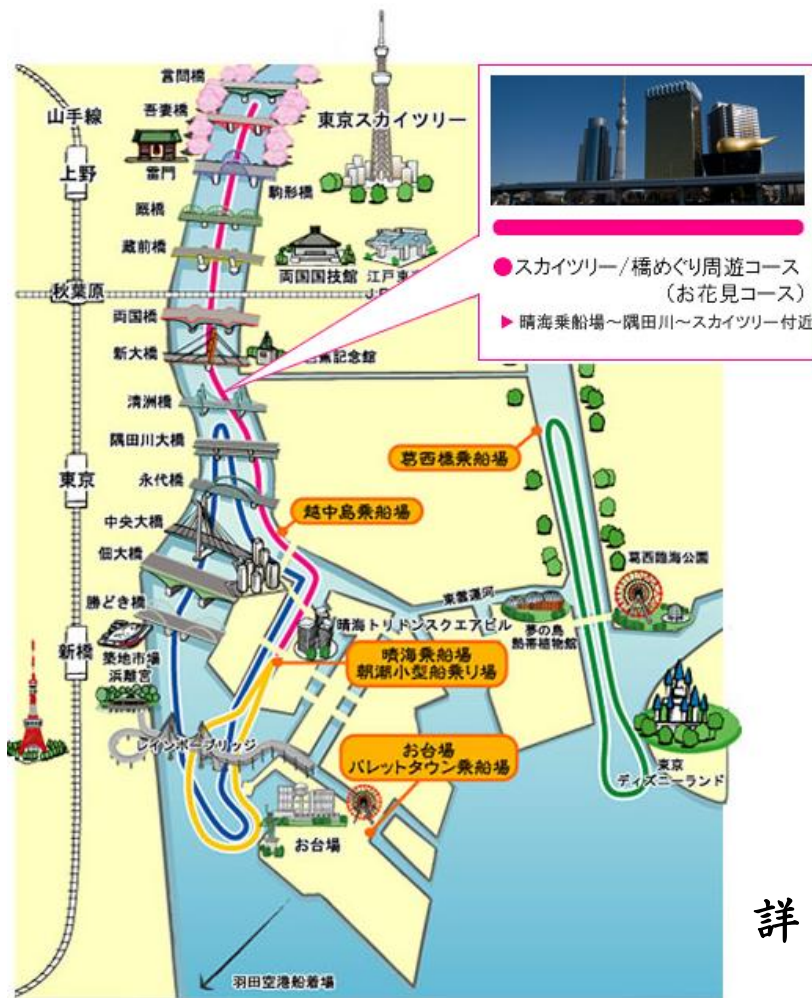 言問橋
吾妻橋
山手線
東京スカイツリー
雷門
上野
駒形橋
厩橋
蔵前橋
両国国技館
江戸東
秋葉原
両国橋
新大橋
記念館
清洲橋
隅田川大橋
永代橋
東京
中央大橋
佃大橋
勝どき橋
築地市場
浜離宮
新橋
レインボーブリッジ
スカイツリー/橋めぐり周遊コース
(お花見コース)
晴海乗船場～隅田川～スカイツリー付近
葛西橋乗船場
越中島乗船場
葛西臨海公園
東雲運河
晴海トリトンスクエアビル
夢の島
熱帯植物館
晴海乗船場
朝潮小型船乗り場
お台場
パレットタウン乗船場
東京
ディズニーランド
お台場
羽田空港船着場
詳